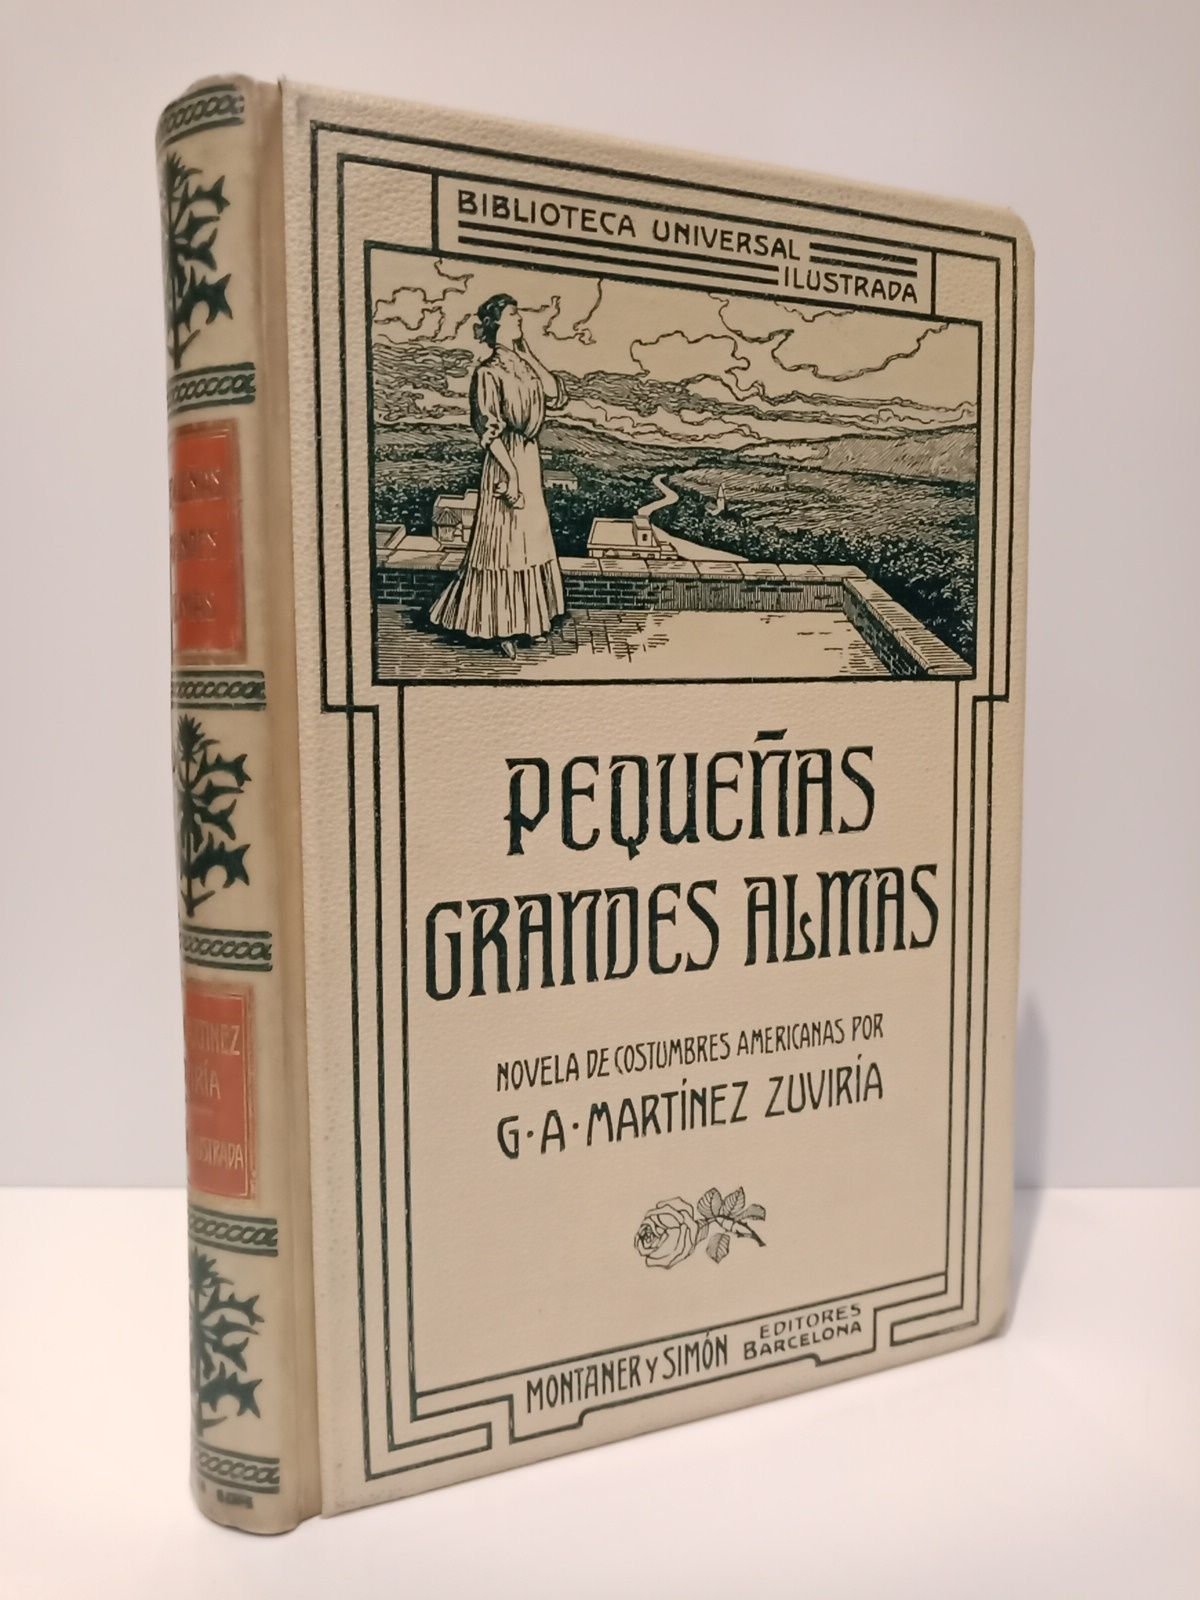 BIBLIOTECA UNIVERSAL
ILUSTRADA
PEQUEÑAS
GRANDES ALMAS
NOVELA DE COSTUMBRES AMERICANAS POR
G·A·MARTÍNEZ ZUVIRÍA
MONTANER Y SIMÓN EDITORES
BARCELONA